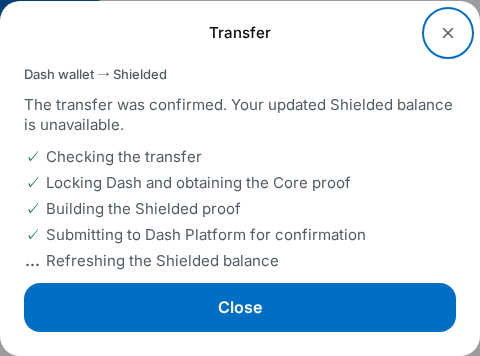 Transfer
Dash wallet → Shielded
The transfer was confirmed. Your updated Shielded balance
is unavailable.
✓ Checking the transfer
✓ Locking Dash and obtaining the Core proof
✓ Building the Shielded proof
✓ Submitting to Dash Platform for confirmation
... Refreshing the Shielded balance
Close